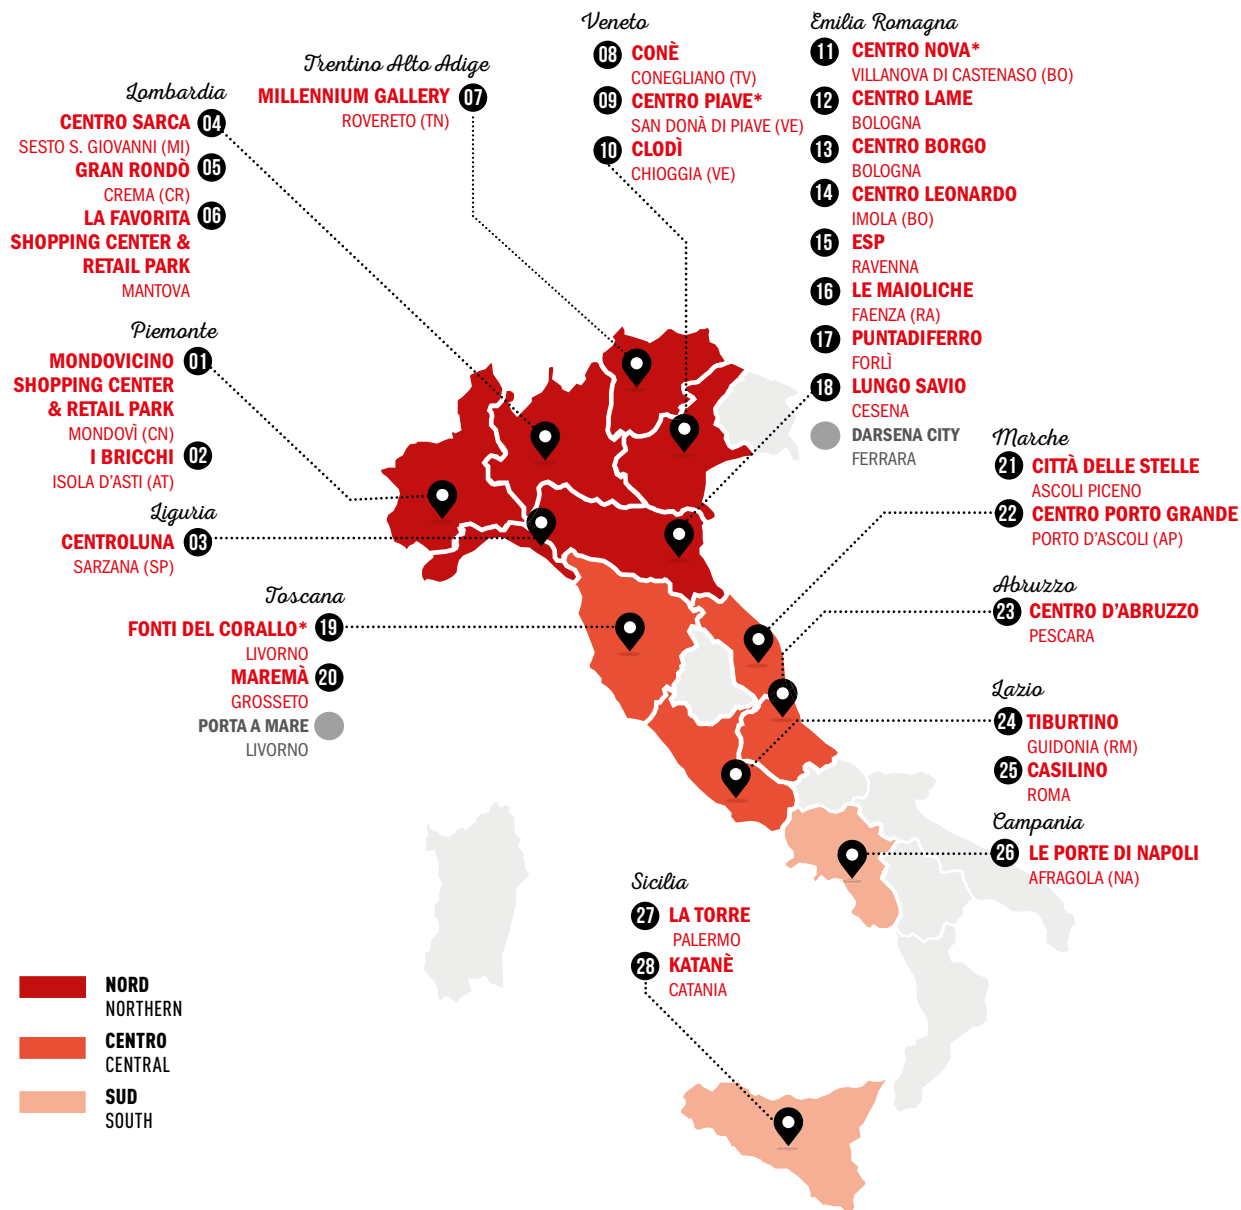 Lombardia
CENTRO SARCA 04
SESTO S. GIOVANNI (MI)
GRAN RONDÒ 05
CREMA (CR)
LA FAVORITA 06
SHOPPING CENTER &
RETAIL PARK
MANTOVA
Piemonte
MONDOVICINO 01
SHOPPING CENTER
& RETAIL PARK
MONDOVÌ (CN)
I BRICCHI 02
ISOLA D'ASTI (AT)
Liguria
CENTROLUNA 03
SARZANA (SP)
Trentino Alto Adige
MILLENNIUM GALLERY 07
ROVERETO (TN)
Veneto
08 CONÈ
CONEGLIANO (TV)
09 CENTRO PIAVE*
SAN DONÀ DI PIAVE (VE)
10 CLODÌ
CHIOGGIA (VE)
Emilia Romagna
11 CENTRO NOVA*
VILLANOVA DI CASTENASO (BO)
12 CENTRO LAME
BOLOGNA
13 CENTRO BORGO
BOLOGNA
14 CENTRO LEONARDO
IMOLA (BO)
15 ESP
RAVENNA
16 LE MAIOLICHE
FAENZA (RA)
17 PUNTADIFERRO
FORLÌ
18 LUNGO SAVIO
CESENA
DARSENA CITY
FERRARA
Toscana
FONTI DEL CORALLO* 19
LIVORNO
MAREMÀ 20
GROSSETO
PORTA A MARE
LIVORNO
Marche
21 CITTÀ DELLE STELLE
ASCOLI PICENO
22 CENTRO PORTO GRANDE
PORTO D'ASCOLI (AP)
Abruzzo
23 CENTRO D'ABRUZZO
PESCARA
Lazio
24 TIBURTINO
GUIDONIA (RM)
25 CASILINO
ROMA
Campania
26 LE PORTE DI NAPOLI
AFRAGOLA (NA)
Sicilia
27 LA TORRE
PALERMO
28 KATANÈ
CATANIA
NORD
NORTHERN
CENTRO
CENTRAL
SUD
SOUTH